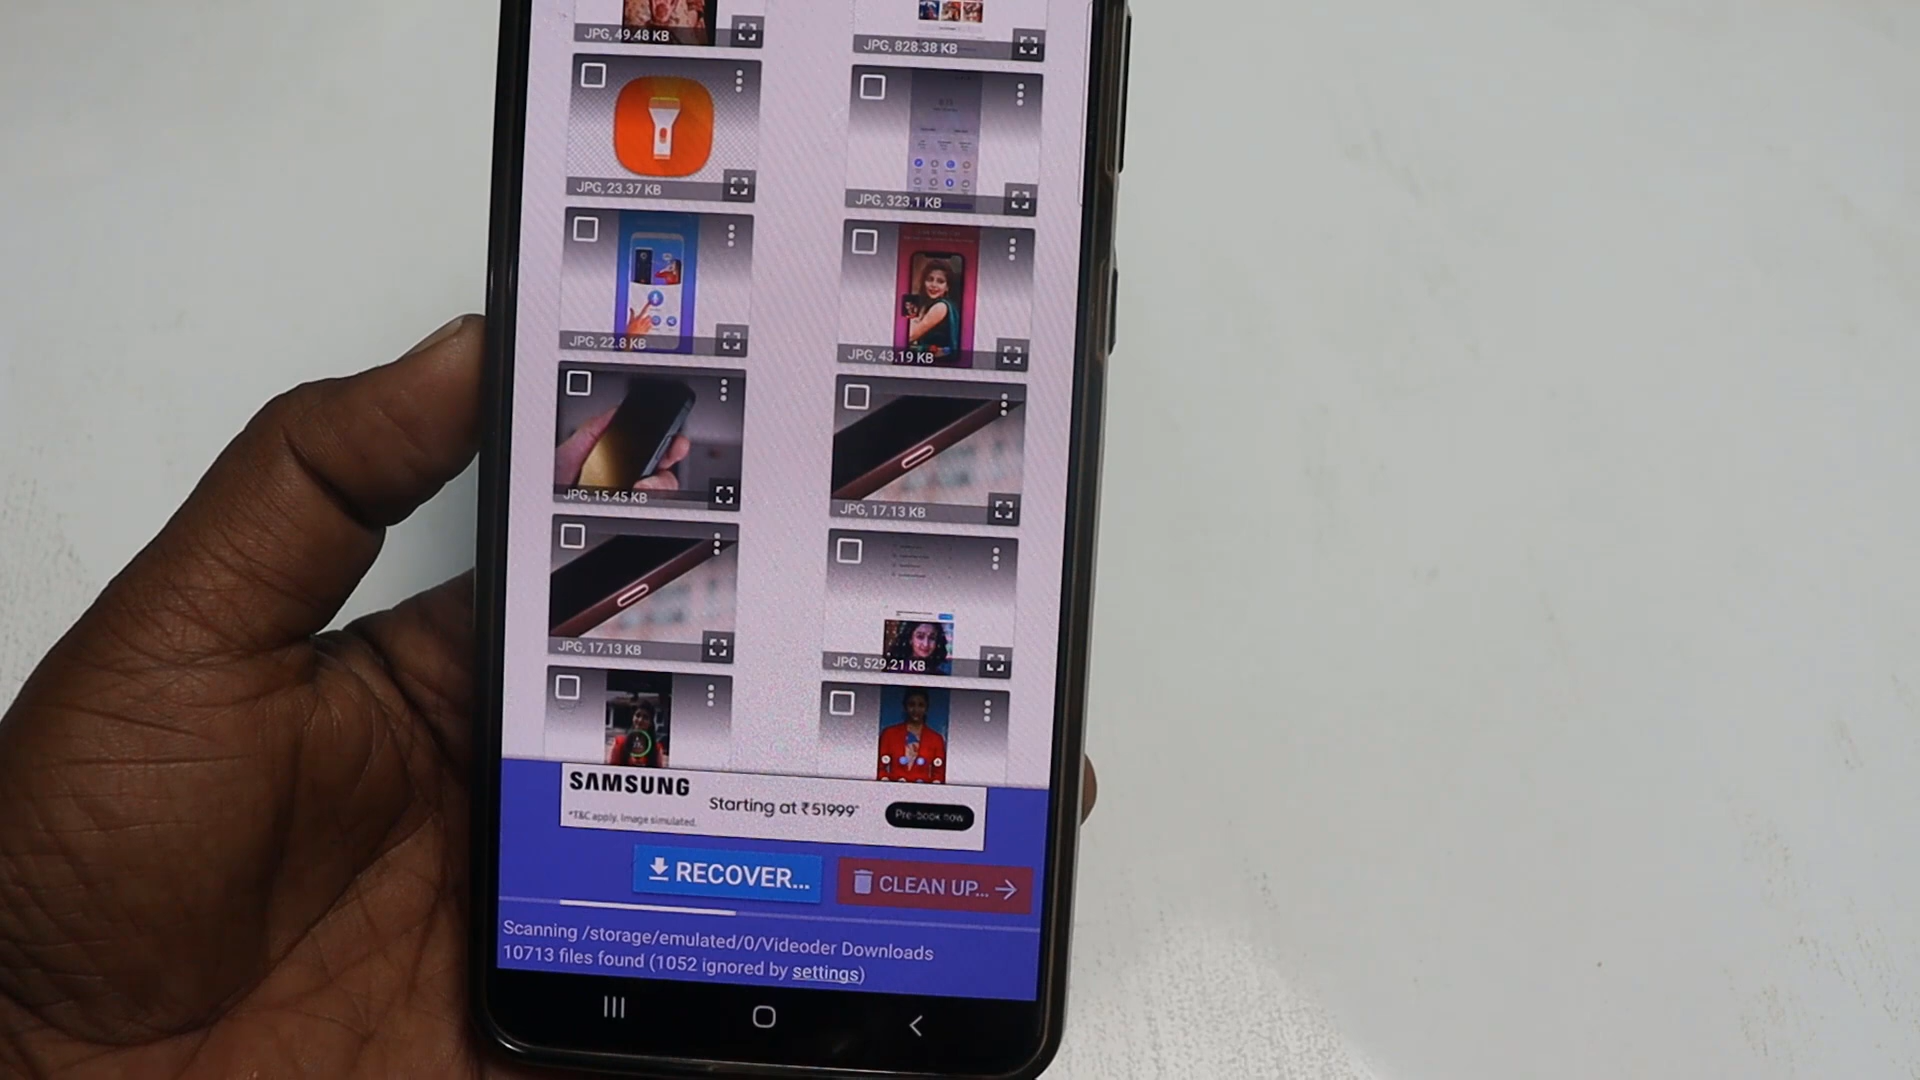 JPG, 49.48 KB
JPG, 828.38 KB
JPG, 23.37 KB
JPG, 323.1 KB
JPG, 22.8 KB
JPG, 43.19 KB
JPG, 15.45 KB
JPG, 17.13 KB
JPG, 17.13 KB
JPG, 529.21 KB
SAMSUNG
Starting at ₹51999*
Pre-book now
*T&C apply. Image simulated.
RECOVER...
CLEAN UP...
Scanning /storage/emulated/0/Videoder Downloads
10713 files found (1052 ignored by settings)